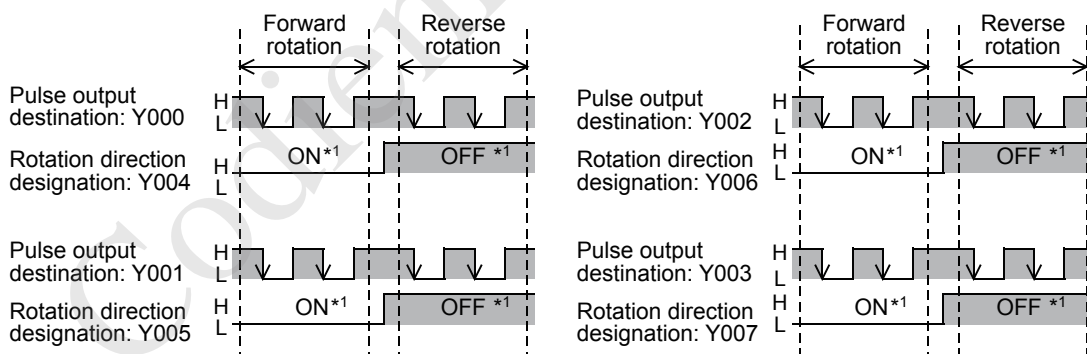 Forward rotation
Reverse rotation
Pulse output
destination: Y000
H
L
Rotation direction
designation: Y004
H
L
ON*1
OFF *1
Pulse output
destination: Y001
H
L
Rotation direction
designation: Y005
H
L
ON*1
OFF *1
Forward rotation
Reverse rotation
Pulse output
destination: Y002
H
L
Rotation direction
designation: Y006
H
L
ON*1
OFF *1
Pulse output
destination: Y003
H
L
Rotation direction
designation: Y007
H
L
ON*1
OFF *1